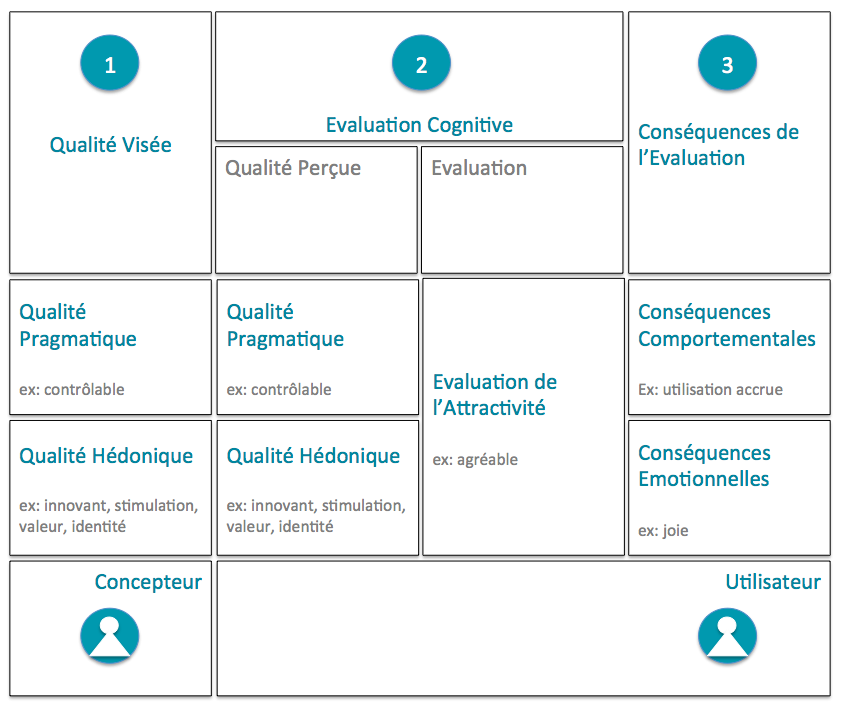 1
Qualité Visée
2
Evaluation Cognitive
Qualité Perçue
Evaluation
3
Conséquences de
l’Evaluation
Qualité
Pragmatique
ex: contrôlable
Qualité
Pragmatique
ex: contrôlable
Evaluation de
l’Attractivité
ex: agréable
Conséquences
Comportementales
Ex: utilisation accrue
Qualité Hédonique
ex: innovant, stimulation,
valeur, identité
Qualité Hédonique
ex: innovant, stimulation,
valeur, identité
Conséquences
Emotionnelles
ex: joie
Concepteur
Utilisateur